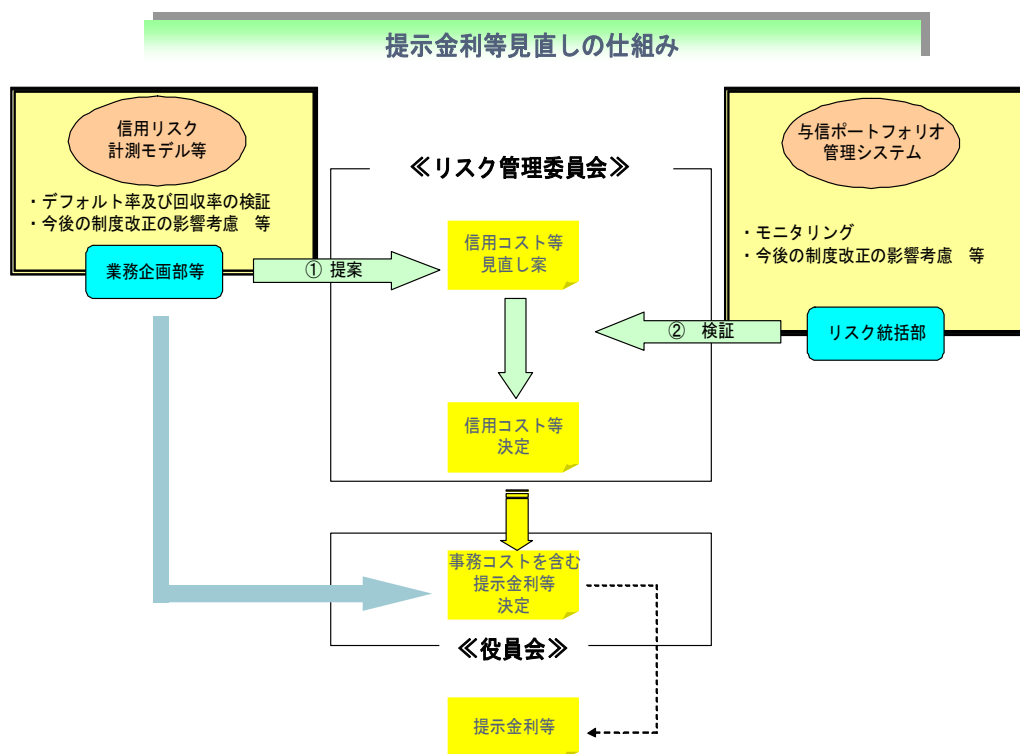 提示金利等見直しの仕組み
信用リスク
計測モデル等
・デフォルト率及び回収率の検証
・今後の制度改正の影響考慮　等
業務企画部等
① 提案
≪リスク管理委員会≫
信用コスト等
見直し案
与信ポートフォリオ
管理システム
・モニタリング
・今後の制度改正の影響考慮　等
リスク統括部
②　検証
信用コスト等
決定
事務コストを含む
提示金利等
決定
≪役員会≫
提示金利等